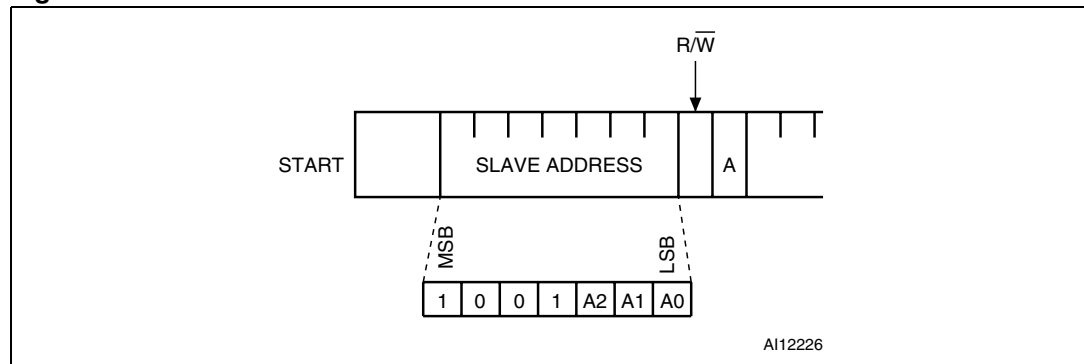 R/W̅
START
SLAVE ADDRESS
A
MSB
LSB
1 0 0 1 A2 A1 A0
AI12226